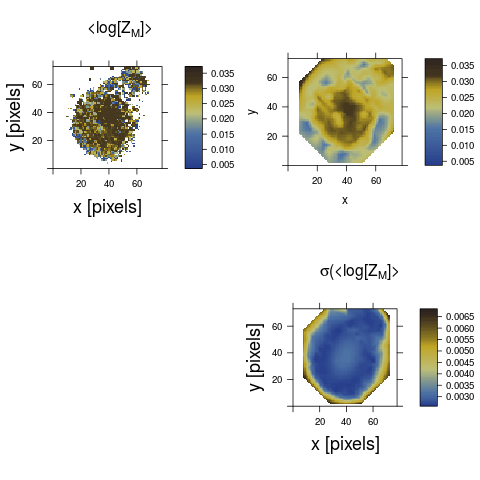 <log[Z_M]>
60
40
20
20 40 60
y [pixels]
x [pixels]
0.035
0.030
0.025
0.020
0.015
0.010
0.005
60
40
20
20 40 60
y
x
0.035
0.030
0.025
0.020
0.015
0.010
0.005
σ(<log[Z_M]>
60
40
20
20 40 60
y [pixels]
x [pixels]
0.0065
0.0060
0.0055
0.0050
0.0045
0.0040
0.0035
0.0030